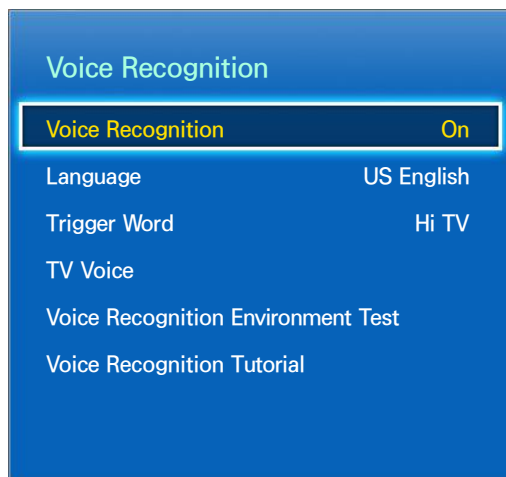 Voice Recognition
Voice Recognition On
Language US English
Trigger Word Hi TV
TV Voice
Voice Recognition Environment Test
Voice Recognition Tutorial